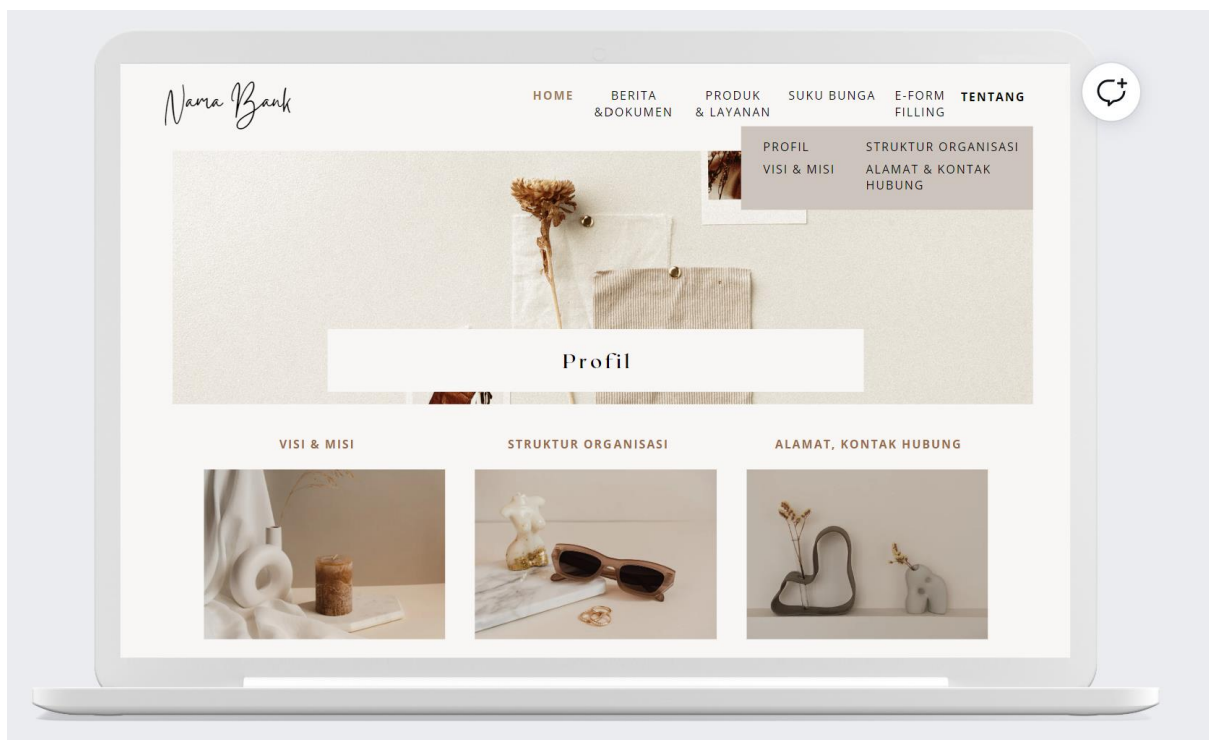 Nama Bank
HOME
BERITA
&DOKUMEN
PRODUK
& LAYANAN
SUKU BUNGA
E-FORM
FILLING
TENTANG
PROFIL
STRUKTUR ORGANISASI
VISI & MISI
ALAMAT & KONTAK
HUBUNG
Profil
VISI & MISI
STRUKTUR ORGANISASI
ALAMAT, KONTAK HUBUNG